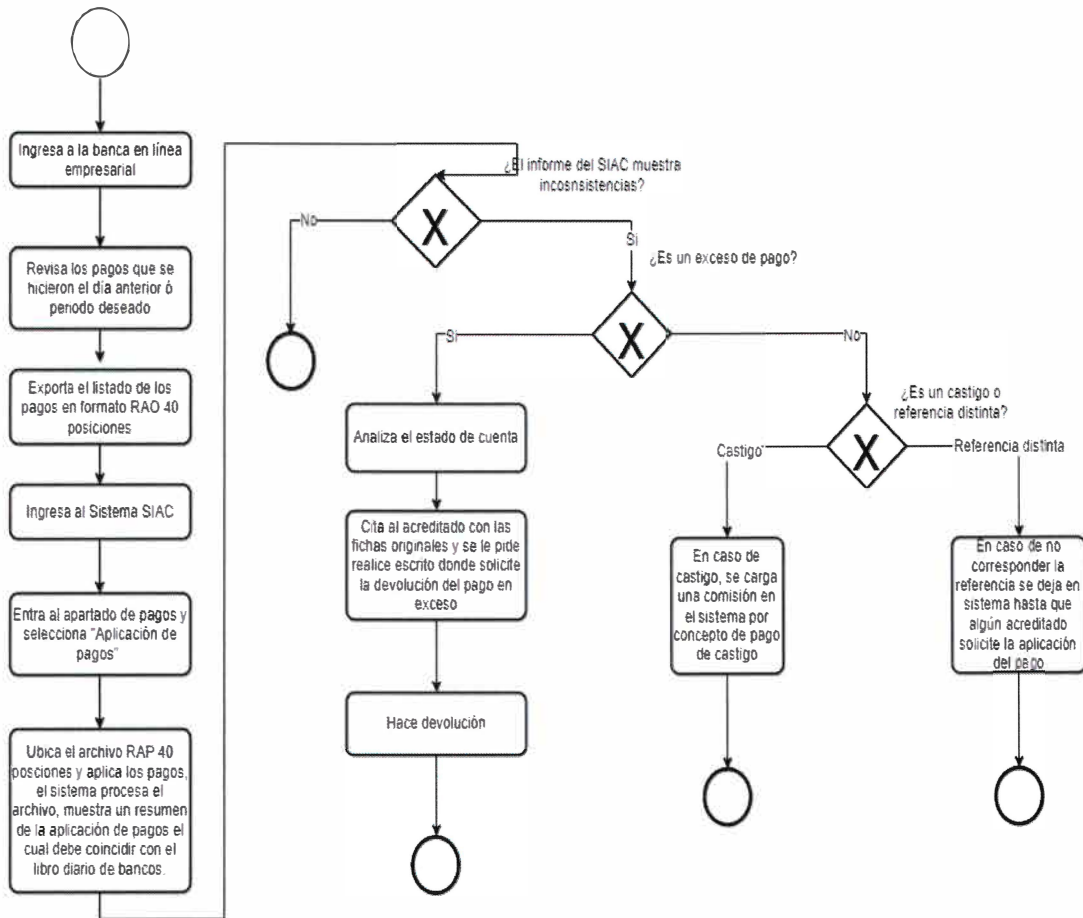 Ingresa a la banca en línea
empresarial
Revisa los pagos que se
hicieron el día anterior ó
periodo deseado
Exporta el listado de los
pagos en formato RAO 40
posiciones
Ingresa al Sistema SIAC
Entra al apartado de pagos y
selecciona "Aplicación de
pagos"
Ubica el archivo RAP 40
posciones y aplica los pagos,
el sistema procesa el
archivo, muestra un resumen
de la aplicación de pagos el
cual debe coincidir con el
libro diario de bancos.
¿El informe del SIAC muestra
incosnsistencias?
X
No
Si
¿Es un exceso de pago?
X
Si
No
Analiza el estado de cuenta
Cita al acreditado con las
fichas originales y se le pide
realice escrito donde solicite
la devolución del pago en
exceso
Hace devolución
¿Es un castigo o
referencia distinta?
X
Castigo
Referencia distinta
En caso de
castigo, se carga
una comisión en
el sistema por
concepto de pago
de castigo
En caso de no
corresponder la
referencia se deja en
sistema hasta que
algún acreditado
solicite la aplicación
del pago